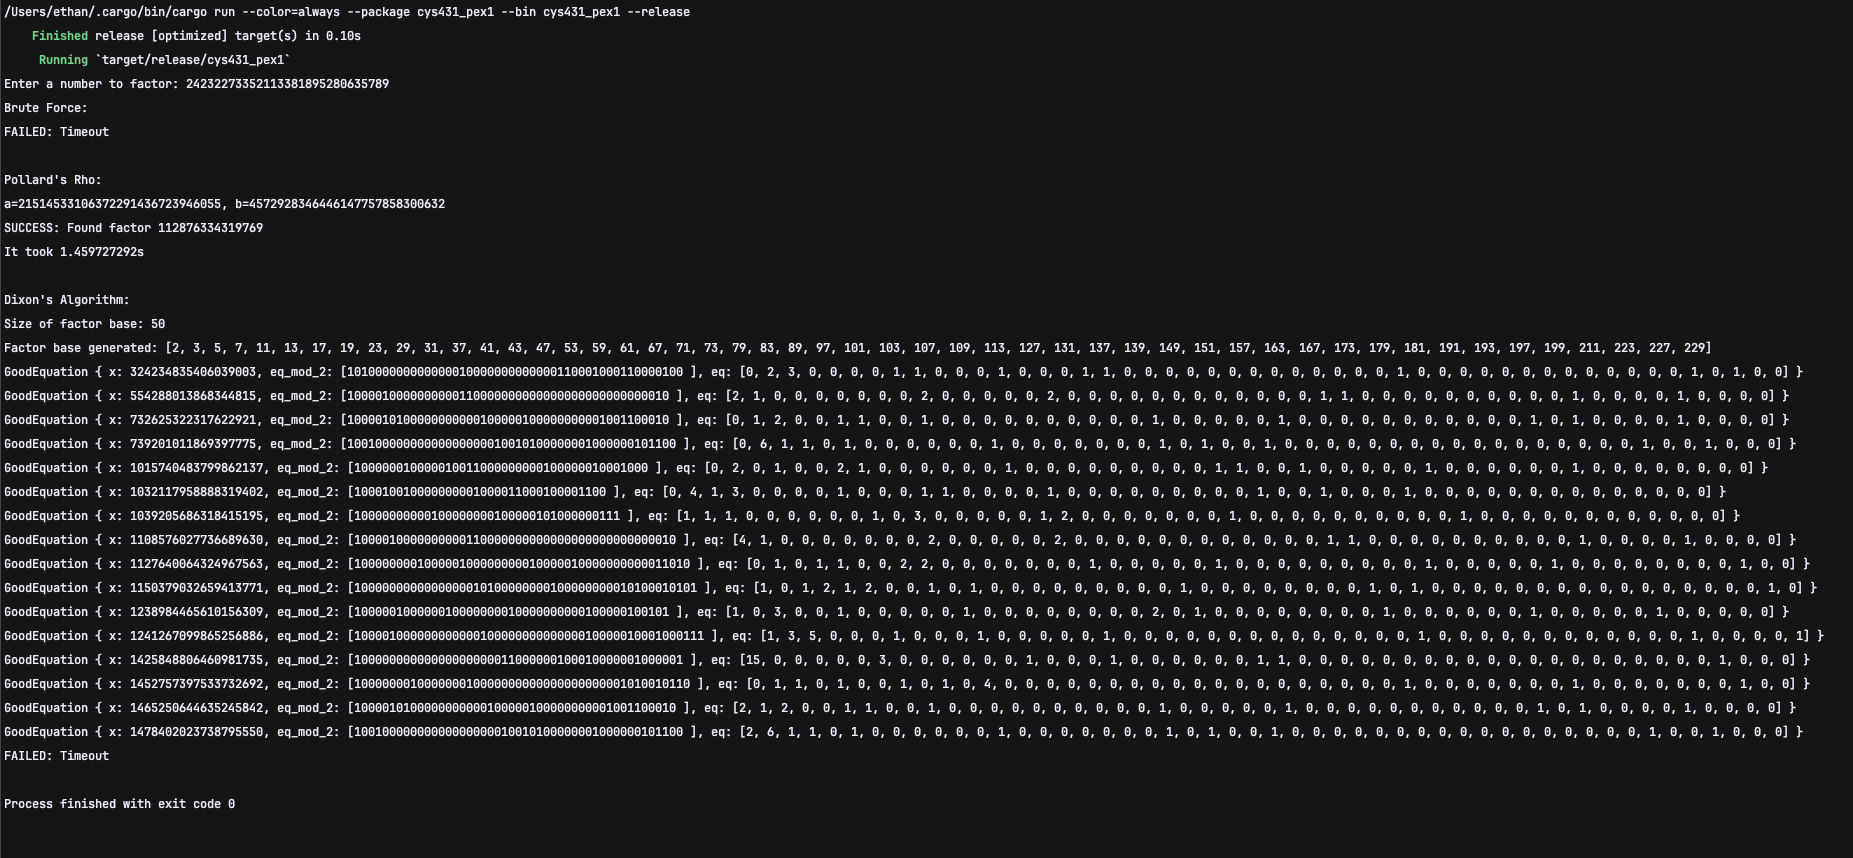 /Users/ethan/.cargo/bin/cargo run --color=always --package cys431_pex1 --bin cys431_pex1 --release
Finished release [optimized] target(s) in 0.10s
Running `target/release/cys431_pex1`
Enter a number to factor: 24232273352113381895280635789
Brute Force:
FAILED: Timeout
Pollard's Rho:
a=21514533106372291436723946055, b=4572928346446147757858300632
SUCCESS: Found factor 112876334319769
It took 1.459727292s
Dixon's Algorithm:
Size of factor base: 50
Factor base generated: [2, 3, 5, 7, 11, 13, 17, 19, 23, 29, 31, 37, 41, 43, 47, 53, 59, 61, 67, 71, 73, 79, 83, 89, 97, 101, 103, 107, 109, 113, 127, 131, 137, 139, 149, 151, 157, 163, 167, 173, 179, 181, 191, 193, 197, 199, 211, 223, 227, 229]
GoodEquation { x: 324234835406039003, eq_mod_2: [101000000000000010000000000000110001000110000100 ], eq: [0, 2, 3, 0, 0, 0, 0, 1, 1, 0, 0, 0, 1, 0, 0, 0, 1, 1, 0, 0, 0, 0, 0, 0, 0, 0, 0, 0, 0, 0, 0, 1, 0, 0, 0, 0, 0, 0, 0, 0, 0, 0, 0, 0, 0, 1, 0, 1, 0, 0] }
GoodEquation { x: 554288013868344815, eq_mod_2: [1000010000000000110000000000000000000000000010 ], eq: [2, 1, 0, 0, 0, 0, 0, 0, 0, 2, 0, 0, 0, 0, 0, 2, 0, 0, 0, 0, 0, 0, 0, 0, 0, 0, 0, 0, 1, 1, 0, 0, 0, 0, 0, 0, 0, 0, 0, 0, 1, 0, 0, 0, 0, 1, 0, 0, 0, 0] }
GoodEquation { x: 732625322317622921, eq_mod_2: [1000010100000000000100000100000000001001100010 ], eq: [0, 1, 2, 0, 0, 1, 1, 0, 0, 1, 0, 0, 0, 0, 0, 0, 0, 0, 0, 0, 1, 0, 0, 0, 0, 0, 1, 0, 0, 0, 0, 0, 0, 0, 0, 0, 0, 0, 1, 0, 1, 0, 0, 0, 0, 1, 0, 0, 0, 0] }
GoodEquation { x: 739201011869397775, eq_mod_2: [10010000000000000000010010100000001000000101100 ], eq: [0, 6, 1, 1, 0, 1, 0, 0, 0, 0, 0, 0, 1, 0, 0, 0, 0, 0, 0, 0, 1, 0, 1, 0, 0, 1, 0, 0, 0, 0, 0, 0, 0, 0, 0, 0, 0, 0, 0, 0, 0, 0, 0, 1, 0, 0, 1, 0, 0, 0] }
GoodEquation { x: 1015740483799862137, eq_mod_2: [1000000100000100110000000000100000010001000 ], eq: [0, 2, 0, 1, 0, 0, 2, 1, 0, 0, 0, 0, 0, 0, 1, 0, 0, 0, 0, 0, 0, 0, 0, 0, 0, 1, 1, 0, 0, 1, 0, 0, 0, 0, 0, 1, 0, 0, 0, 0, 0, 0, 1, 0, 0, 0, 0, 0, 0, 0] }
GoodEquation { x: 1032117958888319402, eq_mod_2: [100010010000000010000110001000011​00 ], eq: [0, 4, 1, 3, 0, 0, 0, 0, 1, 0, 0, 0, 1, 1, 0, 0, 0, 0, 1, 0, 0, 0, 0, 0, 0, 0, 0, 0, 1, 0, 0, 1, 0, 0, 0, 1, 0, 0, 0, 0, 0, 0, 0, 0, 0, 0, 0, 0, 0, 0] }
GoodEquation { x: 1039205686318415195, eq_mod_2: [10000000000100000000100000101000000111 ], eq: [1, 1, 1, 0, 0, 0, 0, 0, 0, 1, 0, 3, 0, 0, 0, 0, 0, 1, 2, 0, 0, 0, 0, 0, 0, 0, 1, 0, 0, 0, 0, 0, 0, 0, 0, 0, 0, 1, 0, 0, 0, 0, 0, 0, 0, 0, 0, 0, 0, 0] }
GoodEquation { x: 1108576027736689630, eq_mod_2: [1000010000000000110000000000000000000000000010 ], eq: [4, 1, 0, 0, 0, 0, 0, 0, 0, 2, 0, 0, 0, 0, 0, 2, 0, 0, 0, 0, 0, 0, 0, 0, 0, 0, 0, 0, 1, 1, 0, 0, 0, 0, 0, 0, 0, 0, 0, 0, 1, 0, 0, 0, 0, 1, 0, 0, 0, 0] }
GoodEquation { x: 1127640064324967563, eq_mod_2: [100000000100000100000000010000010000000000011010 ], eq: [0, 1, 0, 1, 1, 0, 0, 2, 2, 0, 0, 0, 0, 0, 0, 0, 1, 0, 0, 0, 0, 0, 1, 0, 0, 0, 0, 0, 0, 0, 0, 0, 1, 0, 0, 0, 0, 0, 1, 0, 0, 0, 0, 0, 0, 0, 0, 1, 0, 0] }
GoodEquation { x: 1150379032659413771, eq_mod_2: [1000000000000000010100000000100000000000010100010101 ], eq: [1, 0, 1, 2, 1, 2, 0, 0, 1, 0, 1, 0, 0, 0, 0, 0, 0, 0, 0, 0, 1, 0, 0, 0, 0, 0, 0, 0, 0, 1, 0, 1, 0, 0, 0, 0, 0, 0, 0, 0, 0, 0, 0, 0, 0, 0, 0, 0, 1, 0] }
GoodEquation { x: 1238984465610156309, eq_mod_2: [1000001000000100000000010000000000100000100101 ], eq: [1, 0, 3, 0, 0, 1, 0, 0, 0, 0, 0, 1, 0, 0, 0, 0, 0, 0, 0, 0, 2, 0, 1, 0, 0, 0, 0, 0, 0, 0, 0, 1, 0, 0, 0, 0, 0, 0, 1, 0, 0, 0, 0, 0, 1, 0, 0, 0, 0, 0] }
GoodEquation { x: 1241267099865256886, eq_mod_2: [10000100000000000010000000000000010000010001000111 ], eq: [1, 3, 5, 0, 0, 0, 1, 0, 0, 0, 1, 0, 0, 0, 0, 0, 1, 0, 0, 0, 0, 0, 0, 0, 0, 0, 0, 0, 0, 0, 0, 1, 0, 0, 0, 0, 0, 0, 0, 0, 0, 0, 0, 0, 1, 0, 0, 0, 0, 1] }
GoodEquation { x: 1425848806460981735, eq_mod_2: [10000000000000000000011000000100010000001000001 ], eq: [15, 0, 0, 0, 0, 0, 3, 0, 0, 0, 0, 0, 0, 1, 0, 0, 0, 1, 0, 0, 0, 0, 0, 0, 1, 1, 0, 0, 0, 0, 0, 0, 0, 0, 0, 0, 0, 0, 0, 0, 0, 0, 0, 0, 0, 0, 1, 0, 0, 0] }
GoodEquation { x: 1452757397533732692, eq_mod_2: [100000001000000010000000000000000000001010010110 ], eq: [0, 1, 1, 0, 1, 0, 0, 1, 0, 1, 0, 4, 0, 0, 0, 0, 0, 0, 0, 0, 0, 0, 0, 0, 0, 0, 0, 0, 0, 0, 0, 1, 0, 0, 0, 0, 0, 0, 0, 1, 0, 0, 0, 0, 0, 0, 0, 1, 0, 0] }
GoodEquation { x: 1465250644635245842, eq_mod_2: [1000010100000000000100000100000000001001100010 ], eq: [2, 1, 2, 0, 0, 1, 1, 0, 0, 1, 0, 0, 0, 0, 0, 0, 0, 0, 0, 0, 1, 0, 0, 0, 0, 0, 1, 0, 0, 0, 0, 0, 0, 0, 0, 0, 0, 0, 1, 0, 1, 0, 0, 0, 0, 1, 0, 0, 0, 0] }
GoodEquation { x: 1478402023738795550, eq_mod_2: [10010000000000000000010010100000001000000101100 ], eq: [2, 6, 1, 1, 0, 1, 0, 0, 0, 0, 0, 0, 1, 0, 0, 0, 0, 0, 0, 0, 1, 0, 1, 0, 0, 1, 0, 0, 0, 0, 0, 0, 0, 0, 0, 0, 0, 0, 0, 0, 0, 0, 0, 1, 0, 0, 1, 0, 0, 0] }
FAILED: Timeout
Process finished with exit code 0